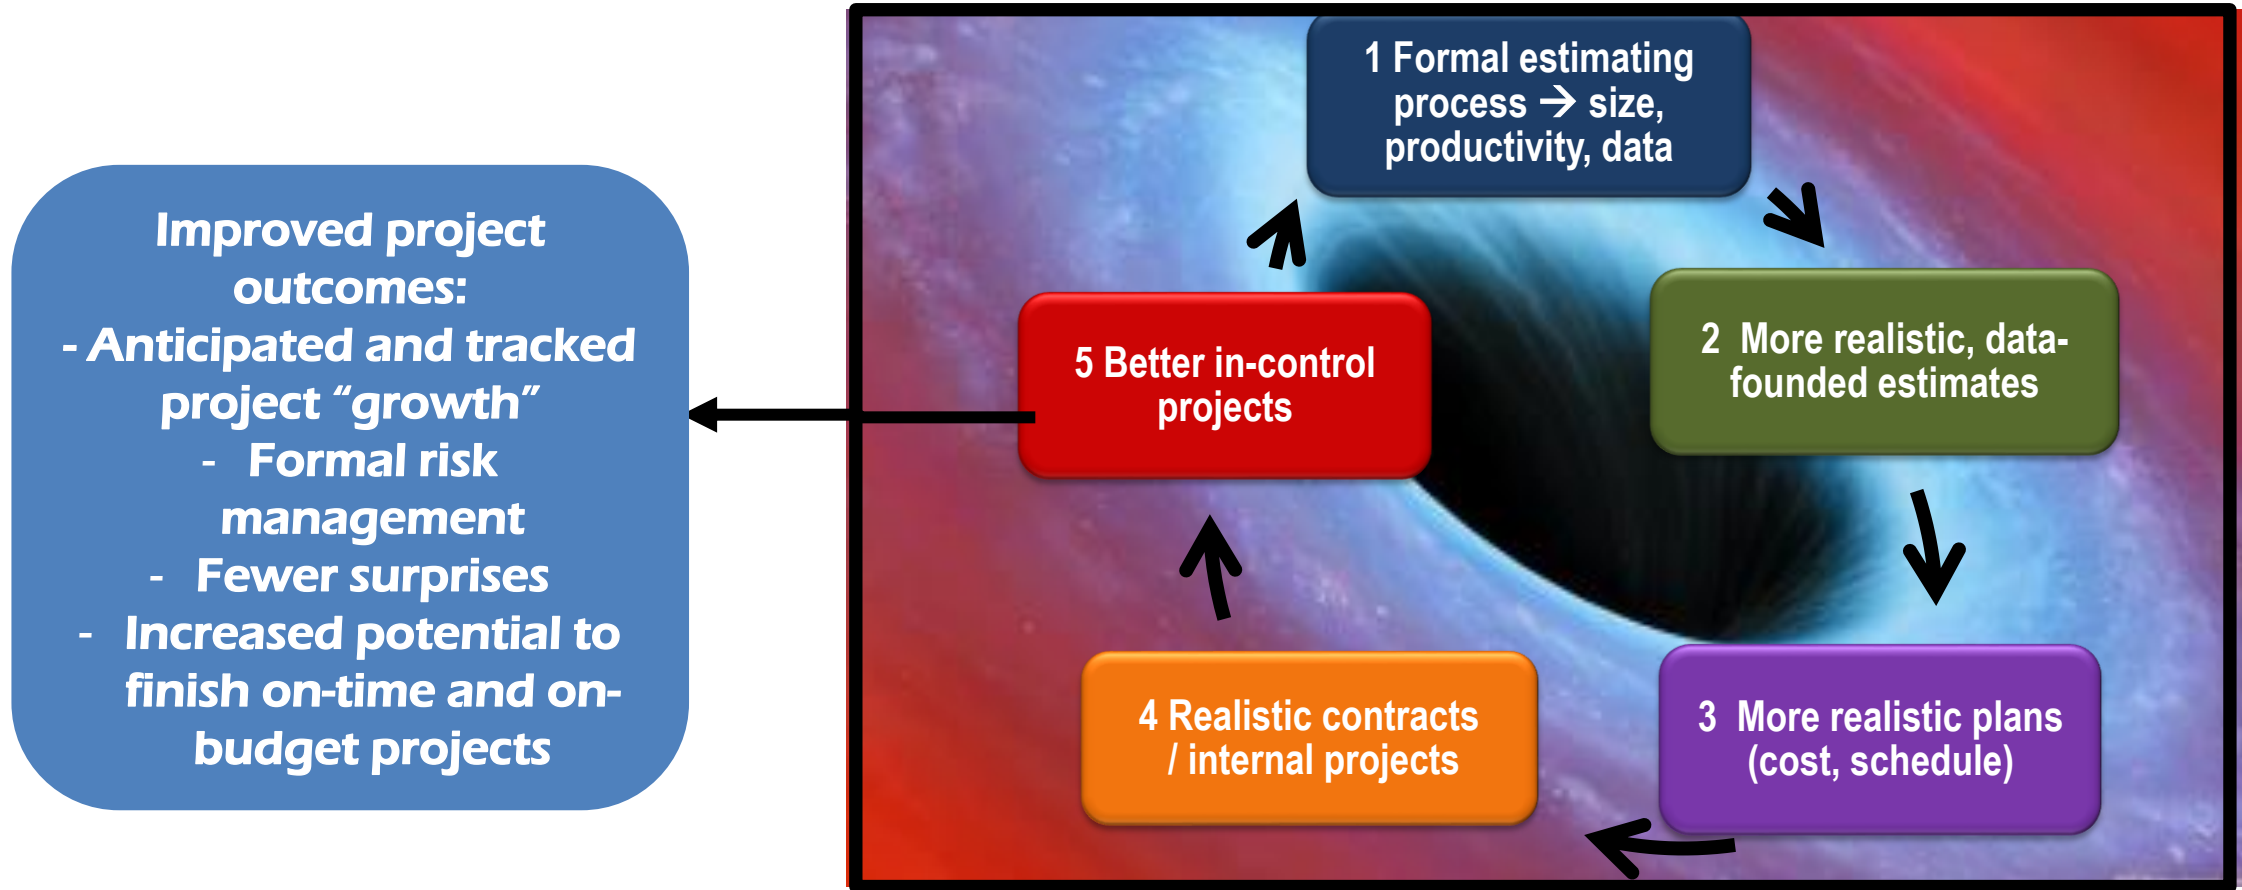 Improved project
outcomes:
- Anticipated and tracked
project “growth”
- Formal risk
management
- Fewer surprises
- Increased potential to
finish on-time and on-
budget projects
1 Formal estimating
process → size,
productivity, data
2 More realistic, data-
founded estimates
3 More realistic plans
(cost, schedule)
4 Realistic contracts
/ internal projects
5 Better in-control
projects